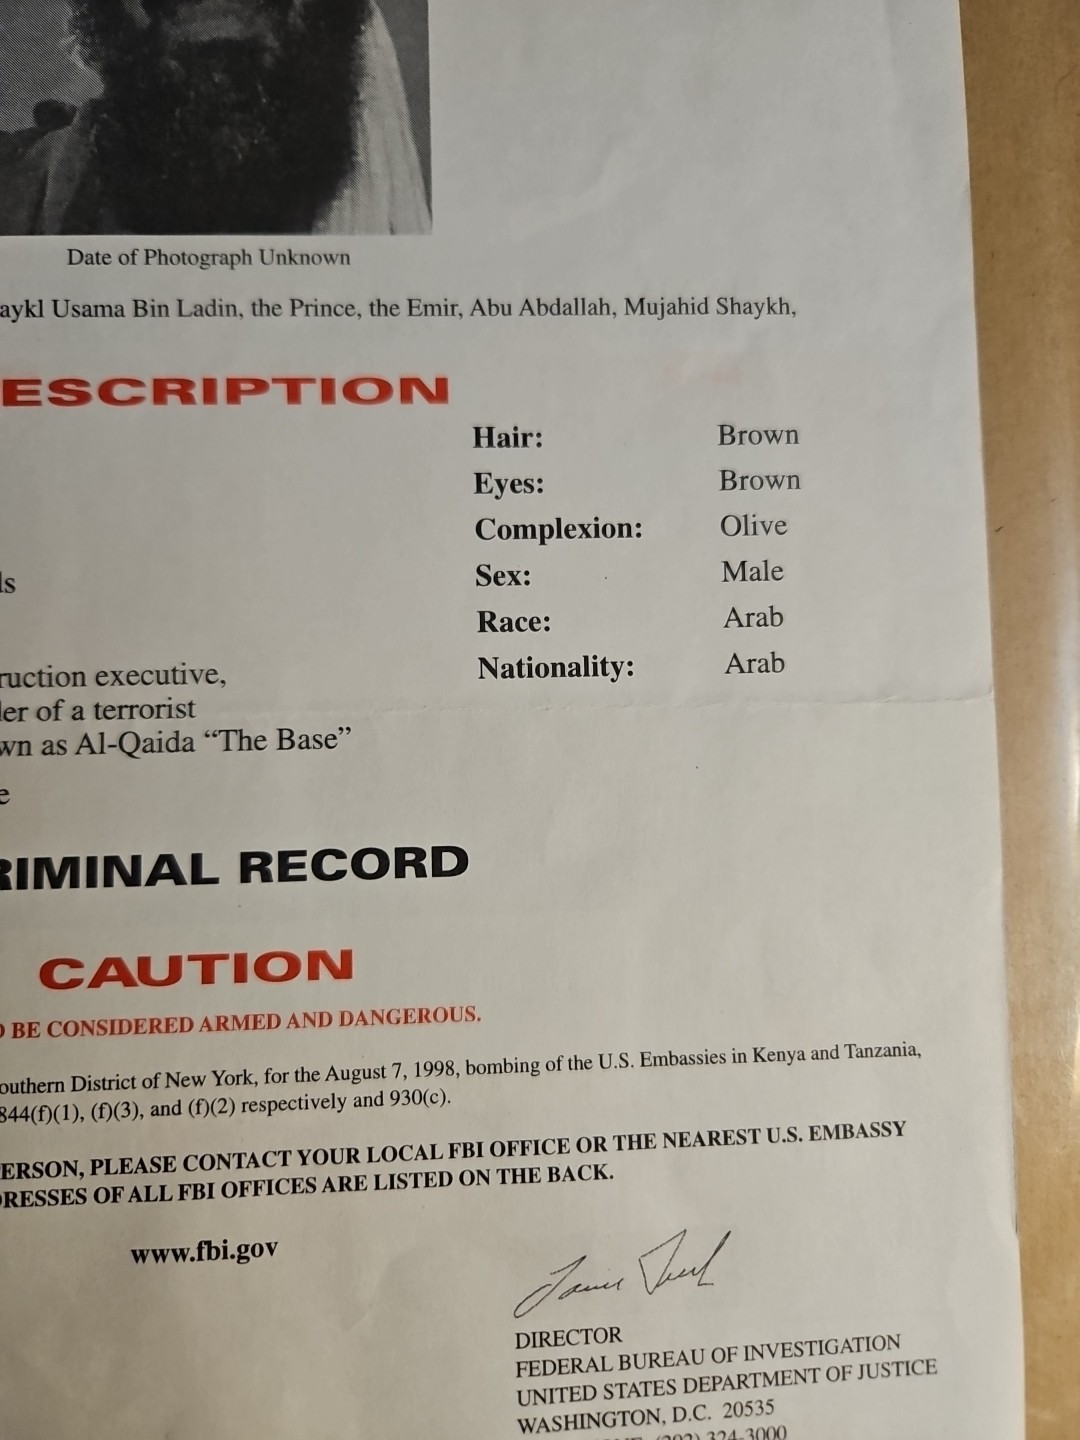 Date of Photograph Unknown
aykl Usama Bin Ladin, the Prince, the Emir, Abu Abdallah, Mujahid Shaykh,
ESCRIPTION
Hair: Brown
Eyes: Brown
Complexion: Olive
ls
Sex: Male
Race: Arab
Nationality: Arab
ruction executive,
er of a terrorist
wn as Al-Qaida “The Base”
e
RIMINAL RECORD
CAUTION
BE CONSIDERED ARMED AND DANGEROUS.
outhern District of New York, for the August 7, 1998, bombing of the U.S. Embassies in Kenya and Tanzania,
844(f)(1), (f)(3), and (f)(2) respectively and 930(c).
ERSON, PLEASE CONTACT YOUR LOCAL FBI OFFICE OR THE NEAREST U.S. EMBASSY
RESSES OF ALL FBI OFFICES ARE LISTED ON THE BACK.
www.fbi.gov
DIRECTOR
FEDERAL BUREAU OF INVESTIGATION
UNITED STATES DEPARTMENT OF JUSTICE
WASHINGTON, D.C. 20535
(202) 324-3000